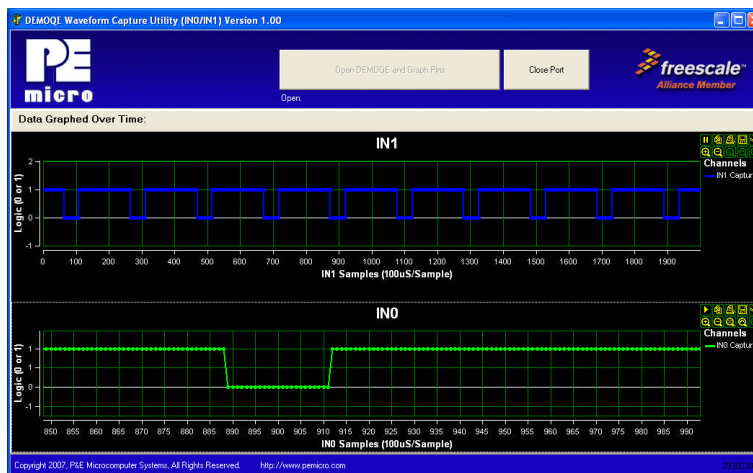 DEMOQE Waveform Capture Utility (IN0/IN1) Version 1.00
PE
micro
Open DEMOQE and Graph Pins
Close Port
Open.
freescale™
Alliance Member
Data Graphed Over Time:
IN1
Channels
IN1 Captur
Logic (0 or 1)
2
1
0
-1
0 100 200 300 400 500 600 700 800 900 1000 1100 1200 1300 1400 1500 1600 1700 1800 1900
IN1 Samples (100uS/Sample)
IN0
Channels
IN0 Captur
Logic (0 or 1)
1
0
-1
850 855 860 865 870 875 880 885 890 895 900 905 910 915 920 925 930 935 940 945 950 955 960 965 970 975 980 985 990
IN0 Samples (100uS/Sample)
Copyright 2007, P&E Microcomputer Systems, All Rights Reserved. http://www.pemicro.com